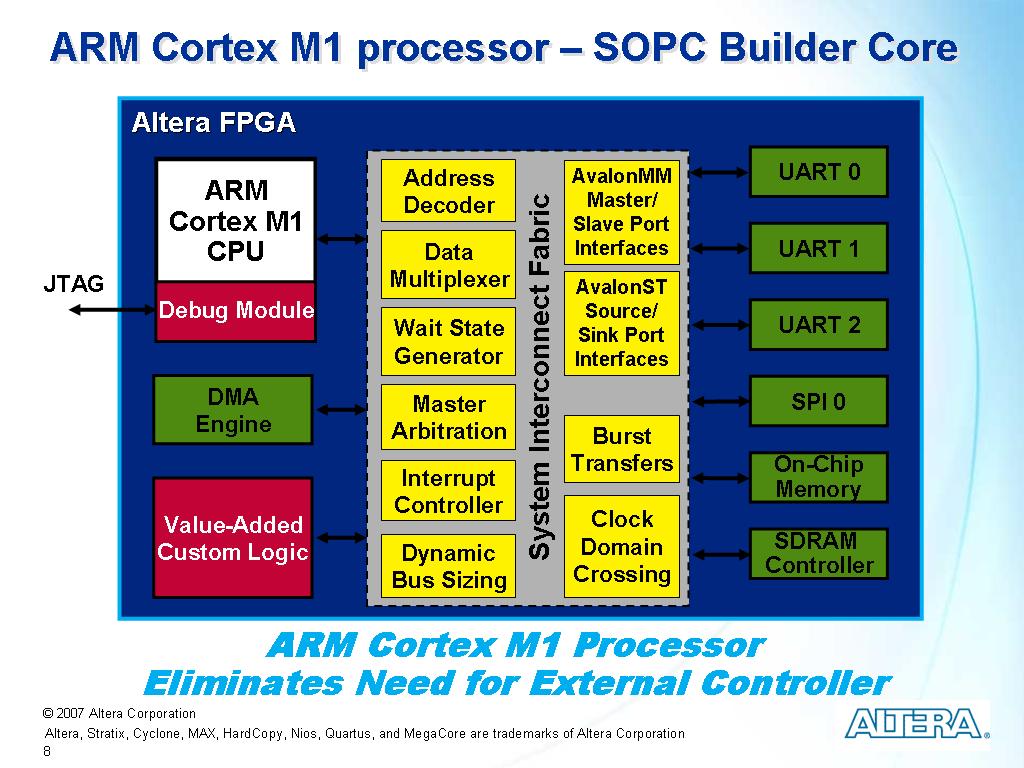 ARM Cortex M1 processor – SOPC Builder Core
Altera FPGA
ARM
Cortex M1
CPU
JTAG
Debug Module
DMA
Engine
Value-Added
Custom Logic
Address
Decoder
Data
Multiplexer
Wait State
Generator
Master
Arbitration
Interrupt
Controller
Dynamic
Bus Sizing
System Interconnect Fabric
AvalonMM
Master/
Slave Port
Interfaces
AvalonST
Source/
Sink Port
Interfaces
Burst
Transfers
Clock
Domain
Crossing
UART 0
UART 1
UART 2
SPI 0
On-Chip
Memory
SDRAM
Controller
ARM Cortex M1 Processor
Eliminates Need for External Controller
© 2007 Altera Corporation
Altera, Stratix, Cyclone, MAX, HardCopy, Nios, Quartus, and MegaCore are trademarks of Altera Corporation
8
ALTERA®